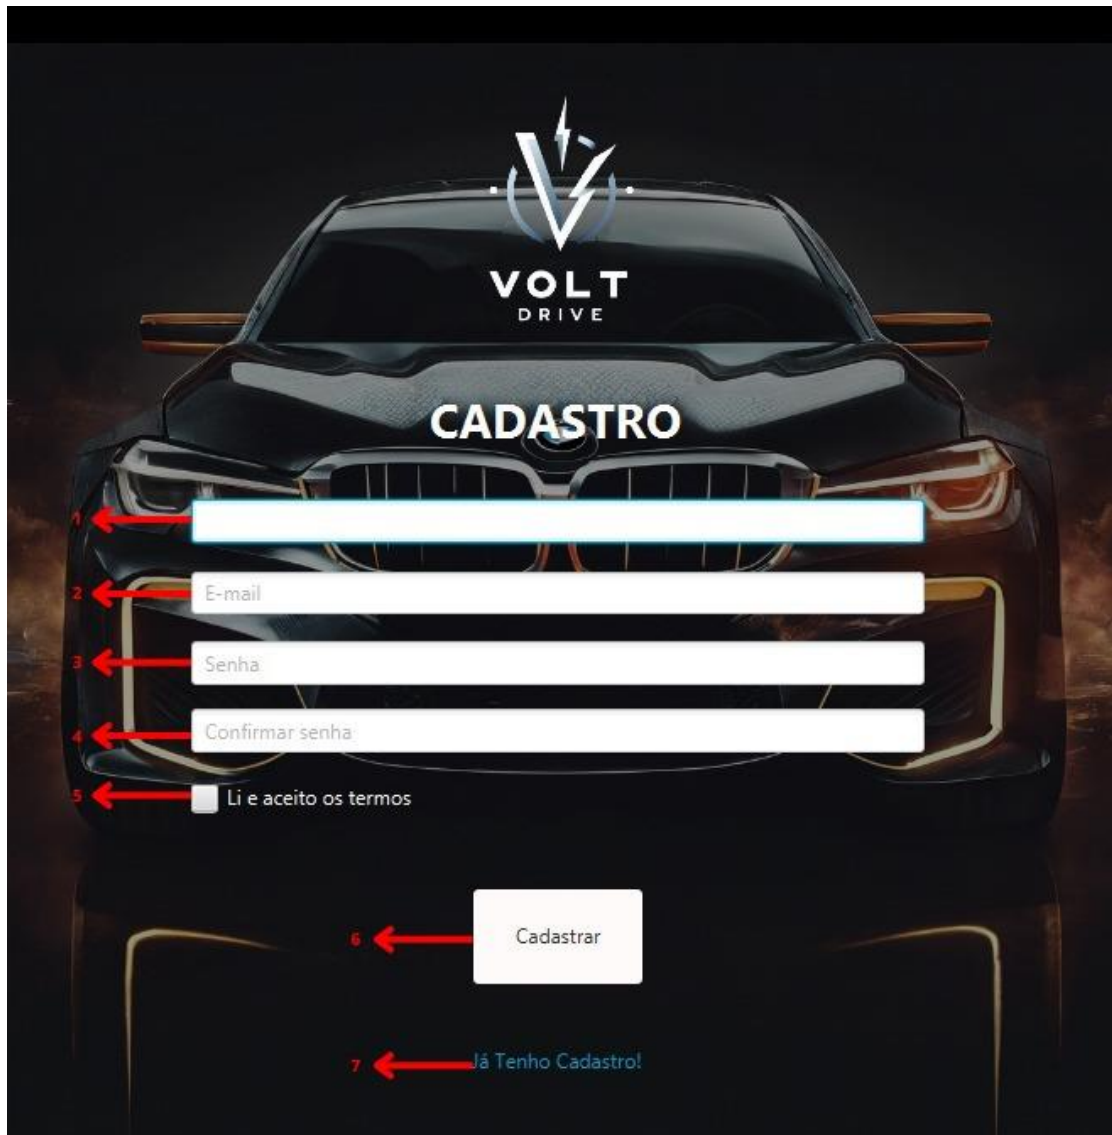 VOLT
DRIVE
CADASTRO
1
2 E-mail
3 Senha
4 Confirmar senha
5 Li e aceito os termos
6 Cadastrar
7 Já Tenho Cadastro!